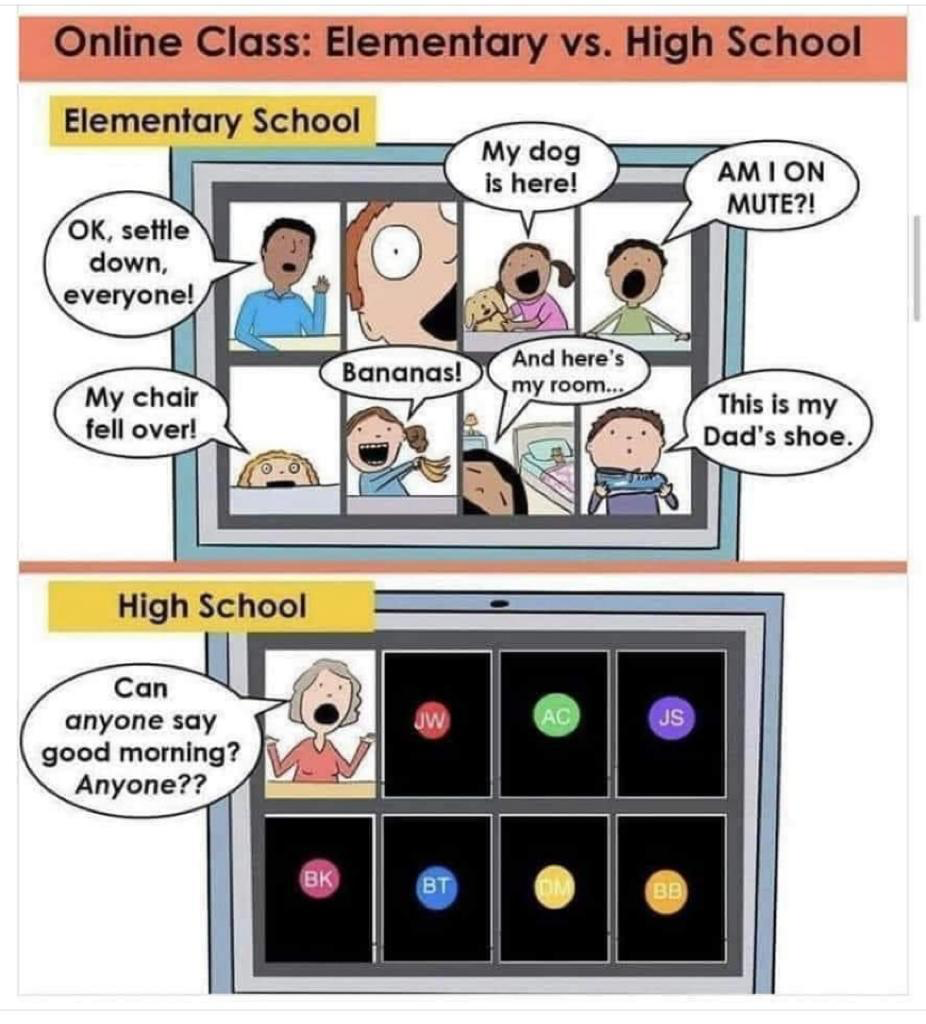 Online Class: Elementary vs. High School
Elementary School
My dog
is here!
AM I ON
MUTE?!
OK, settle
down,
everyone!
My chair
fell over!
Bananas!
And here's
my room...
This is my
Dad's shoe.
High School
Can
anyone say
good morning?
Anyone??
JW
AC
JS
BK
BT
DM
BB